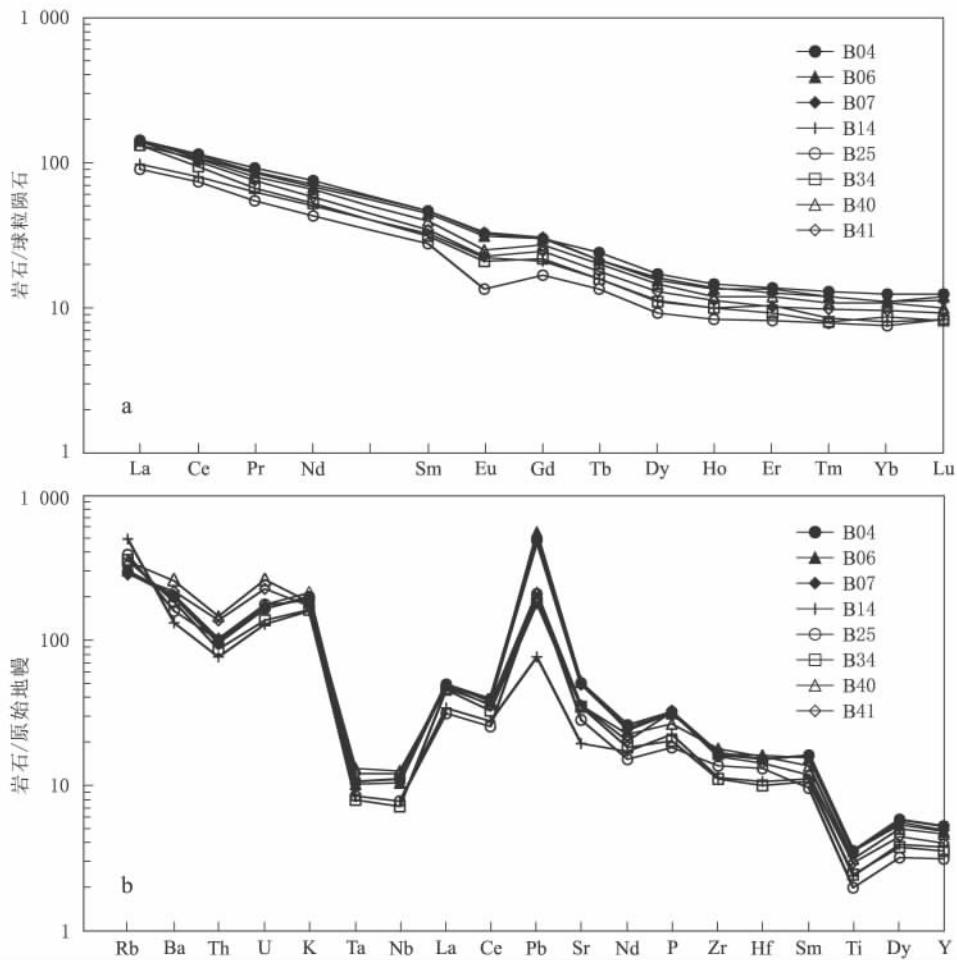 1 000
100
10
1
岩石/球粒陨石
a
B04
B06
B07
B14
B25
B34
B40
B41
La Ce Pr Nd Sm Eu Gd Tb Dy Ho Er Tm Yb Lu
1 000
100
10
1
岩石/原始地幔
b
B04
B06
B07
B14
B25
B34
B40
B41
Rb Ba Th U K Ta Nb La Ce Pb Sr Nd P Zr Hf Sm Ti Dy Y